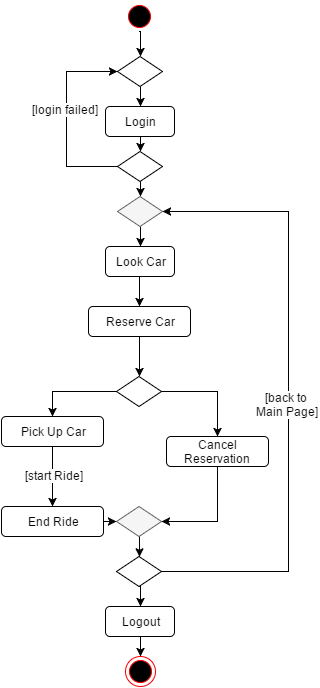 [login failed]
Login
Look Car
Reserve Car
[back to
Main Page]
Pick Up Car
Cancel
Reservation
[start Ride]
End Ride
Logout